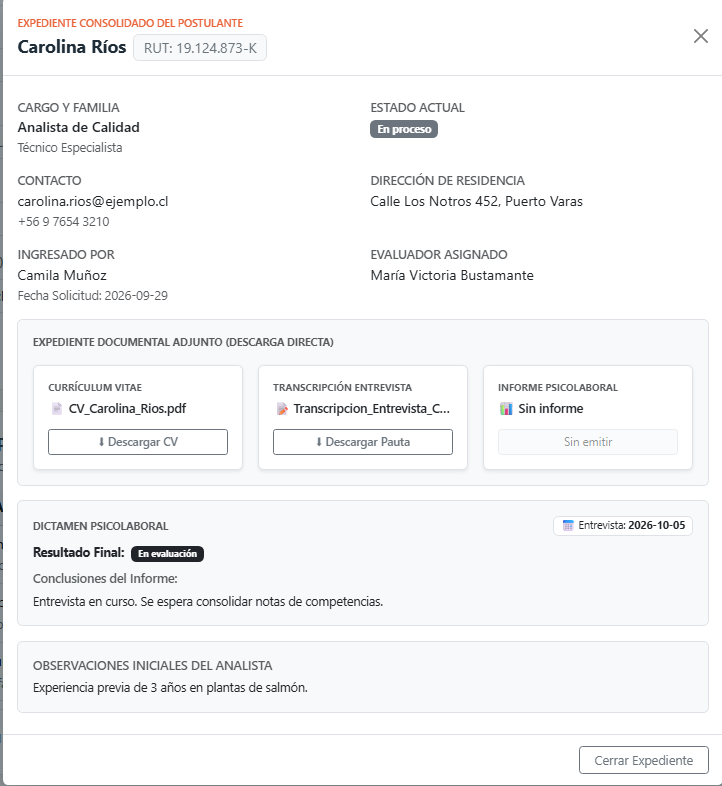 EXPEDIENTE CONSOLIDADO DEL POSTULANTE
Carolina Ríos RUT: 19.124.873-K
CARGO Y FAMILIA
Analista de Calidad
Técnico Especialista
ESTADO ACTUAL
En proceso
CONTACTO
carolina.rios@ejemplo.cl
+56 9 7654 3210
DIRECCIÓN DE RESIDENCIA
Calle Los Notros 452, Puerto Varas
INGRESADO POR
Camila Muñoz
Fecha Solicitud: 2026-09-29
EVALUADOR ASIGNADO
María Victoria Bustamante
EXPEDIENTE DOCUMENTAL ADJUNTO (DESCARGA DIRECTA)
CURRÍCULUM VITAE
CV_Carolina_Rios.pdf
⬇ Descargar CV
TRANSCRIPCIÓN ENTREVISTA
Transcripcion_Entrevista_C...
⬇ Descargar Pauta
INFORME PSICOLABORAL
Sin informe
Sin emitir
DICTAMEN PSICOLABORAL
Entrevista: 2026-10-05
Resultado Final: En evaluación
Conclusiones del Informe:
Entrevista en curso. Se espera consolidar notas de competencias.
OBSERVACIONES INICIALES DEL ANALISTA
Experiencia previa de 3 años en plantas de salmón.
Cerrar Expediente